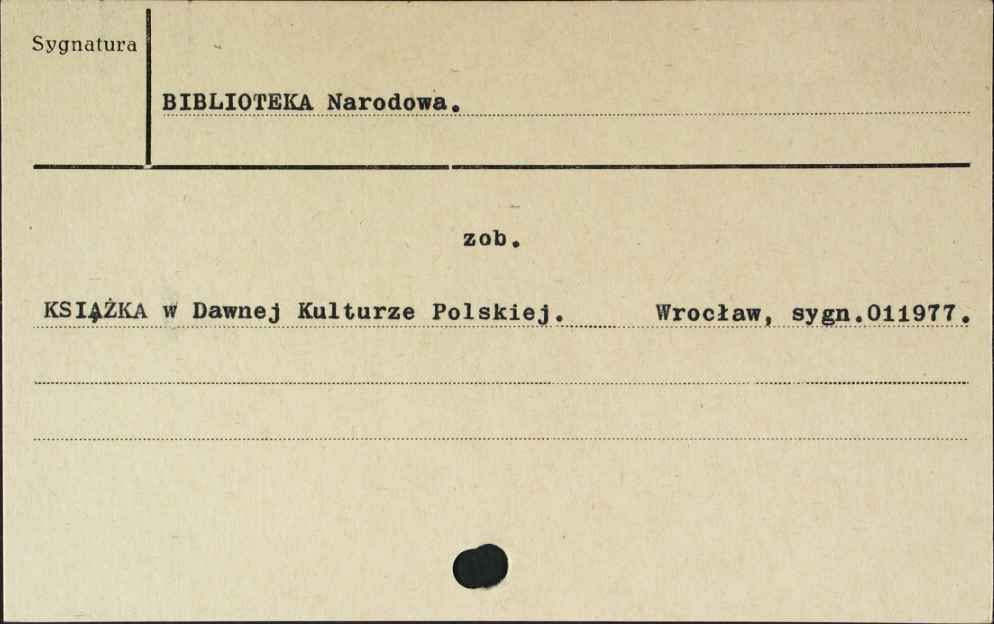 Sygnatura
BIBLIOTEKA Narodowa.
zob.
KSIĄŻKA w Dawnej Kulturze Polskiej. Wrocław, sygn.011977.